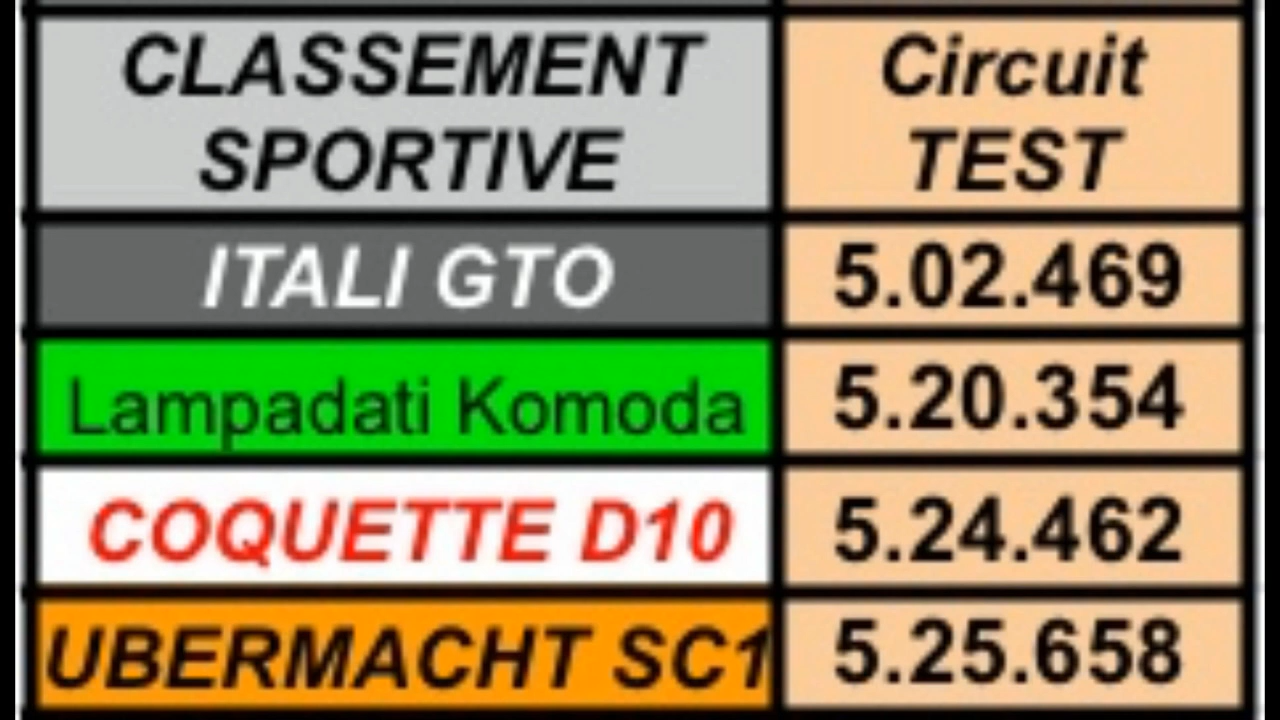 CLASSEMENT
SPORTIVE
Circuit
TEST
ITALI GTO 5.02.469
Lampadati Komoda 5.20.354
COQUETTE D10 5.24.462
UBERMACHT SC1 5.25.658